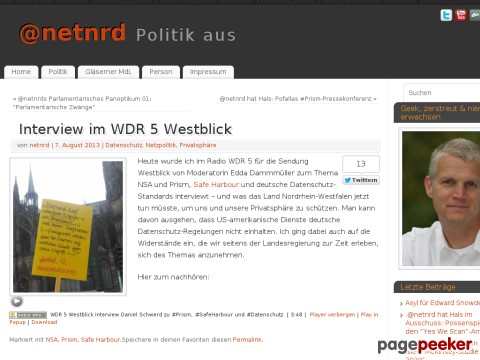 @netnrd Politik aus
Home
Politik
Gläserner MdL
Person
Impressum
« @netnrds Parlamentarisches Panoptikum 01: "Parlamentarische Zwänge"
@netnrd hat Hals: Pofallas #Prism-Pressekonferenz »
Interview im WDR 5 Westblick
von netnrd | 7. August 2013 | Datenschutz, Netzpolitik, Privatsphäre
Heute wurde ich im Radio WDR 5 für die Sendung
Westblick von Moderatorin Edda Dammmüller zum Thema
NSA und Prism, Safe Harbour und deutsche Datenschutz-
Standards interviewt – und was das Land Nordrhein-Westfalen jetzt
tun müsste, um uns und unsere Privatsphäre zu schützen. Man kann
davon ausgehen, dass US-amerikanische Dienste deutsche
Datenschutz-Regelungen nicht einhalten. Ich ging dabei auch auf die
Widerstände ein, die wir seitens der Landesregierung zur Zeit erleben,
sich des Themas anzunehmen.
13
Twittern
Hier zum nachhören:
WDR 5 Westblick Interview Daniel Schwerd zu #Prism, #SafeHarbour und #Datenschutz | 3:48 | Player verbergen | Play in
Popup | Download
Markiert mit NSA, Prism, Safe Harbour.Speichere in deinen Favoriten diesen Permalink.
Suchen
Geek, zerstreut & nie
erwachsen
Letzte Beiträge
Asyl für Edward Snowde
.@netnrd hat Hals im
Ausschuss: Possenspi
den "Yes We Scan"-An
pagepeeker